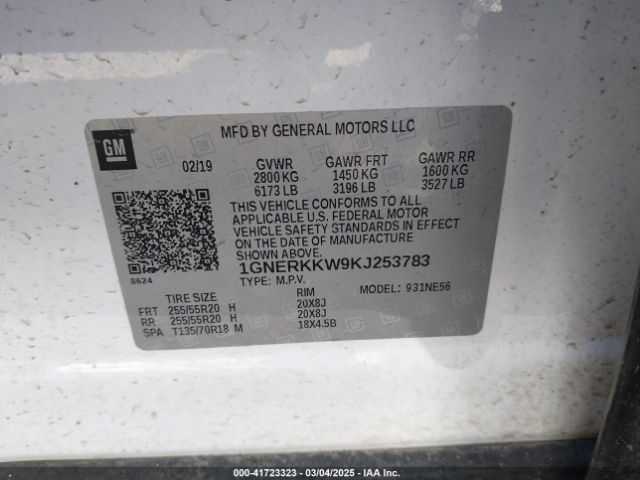 GM
MFD BY GENERAL MOTORS LLC
02/19 GVWR GAWR FRT GAWR RR
2800 KG 1450 KG 1600 KG
6173 LB 3196 LB 3527 LB
THIS VEHICLE CONFORMS TO ALL
APPLICABLE U.S. FEDERAL MOTOR
VEHICLE SAFETY STANDARDS IN EFFECT
ON THE DATE OF MANUFACTURE
SHOWN ABOVE.
1GNERKKW9KJ253783
8624
TYPE: M.P.V. MODEL: 931NE56
TIRE SIZE RIM
FRT 255/55R20 H 20X8J
RR 255/55R20 H 20X8J
SPA T135/70R18 M 18X4.5B
© COPYRIGHT - 0-41723323 - 03/04/2025 - IAA Inc.